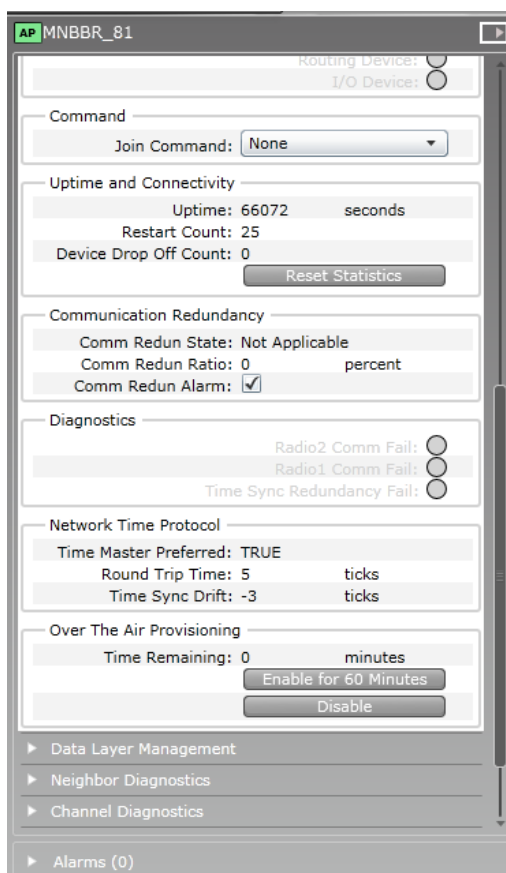 AP MNBBR_81
Routing Device:
I/O Device:
Command
Join Command: None
Uptime and Connectivity
Uptime: 66072 seconds
Restart Count: 25
Device Drop Off Count: 0
Reset Statistics
Communication Redundancy
Comm Redun State: Not Applicable
Comm Redun Ratio: 0 percent
Comm Redun Alarm:
Diagnostics
Radio2 Comm Fail:
Radio1 Comm Fail:
Time Sync Redundancy Fail:
Network Time Protocol
Time Master Preferred: TRUE
Round Trip Time: 5 ticks
Time Sync Drift: -3 ticks
Over The Air Provisioning
Time Remaining: 0 minutes
Enable for 60 Minutes
Disable
Data Layer Management
Neighbor Diagnostics
Channel Diagnostics
Alarms (0)